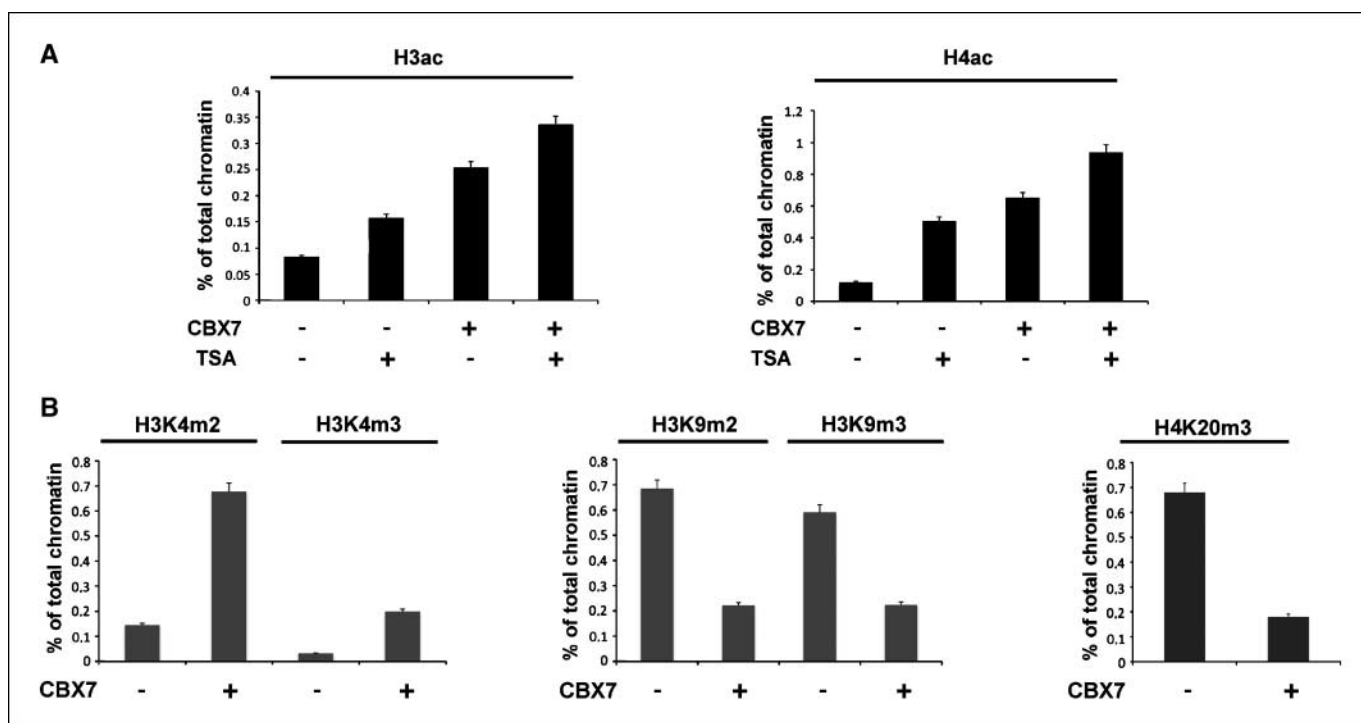 A
H3ac
% of total chromatin
0.4
0.35
0.3
0.25
0.2
0.15
0.1
0.05
0
CBX7 - - + +
TSA - + - +
H4ac
% of total chromatin
1.2
1
0.8
0.6
0.4
0.2
0
- - + +
- + - +
B
H3K4m2 H3K4m3
% of total chromatin
0.8
0.7
0.6
0.5
0.4
0.3
0.2
0.1
0
CBX7 - + - +
H3K9m2 H3K9m3
% of total chromatin
0.8
0.7
0.6
0.5
0.4
0.3
0.2
0.1
0
CBX7 - + - +
H4K20m3
% of total chromatin
0.8
0.7
0.6
0.5
0.4
0.3
0.2
0.1
0
CBX7 - +